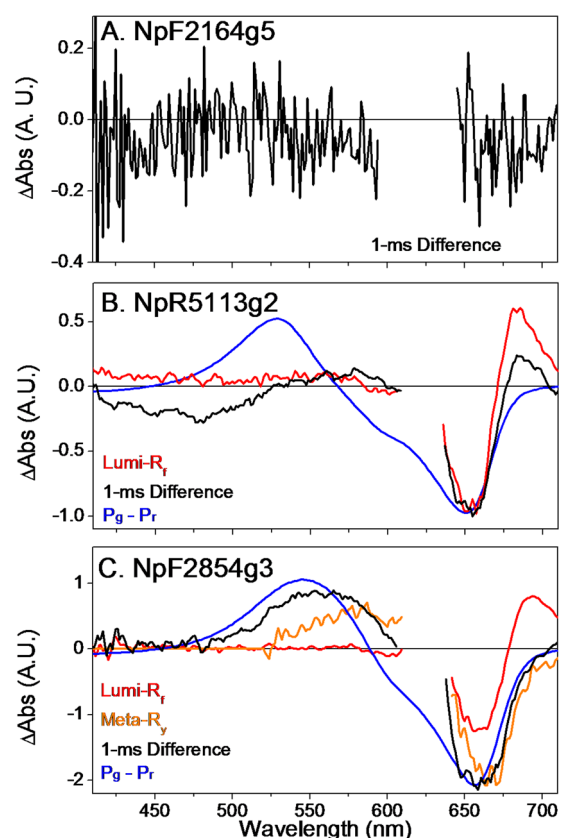 A. NpF2164g5
ΔAbs (A. U.)
0.2
0.0
-0.2
-0.4
1-ms Difference
B. NpR5113g2
ΔAbs (A.U.)
0.5
0.0
-0.5
-1.0
Lumi-Rf
1-ms Difference
Pg – Pr
C. NpF2854g3
ΔAbs (A.U.)
1
0
-1
-2
Lumi-Rf
Meta-Ry
1-ms Difference
Pg – Pr
450 500 550 600 650 700
Wavelength (nm)